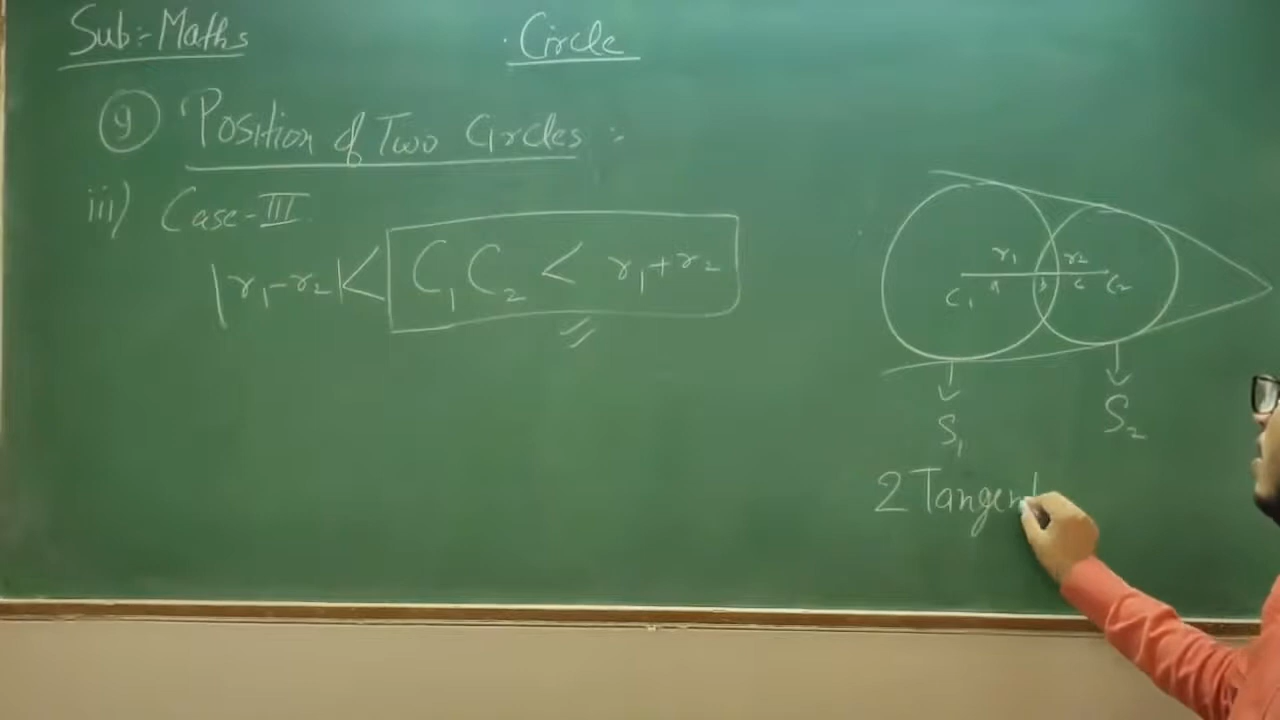 Sub:- Maths
Circle
9 Position of Two Circles :-
iii) Case-III
|r₁-r₂| < C₁C₂ < r₁+r₂
r₁ r₂
C₁ a b c C₂
S₁ S₂
2 Tangent